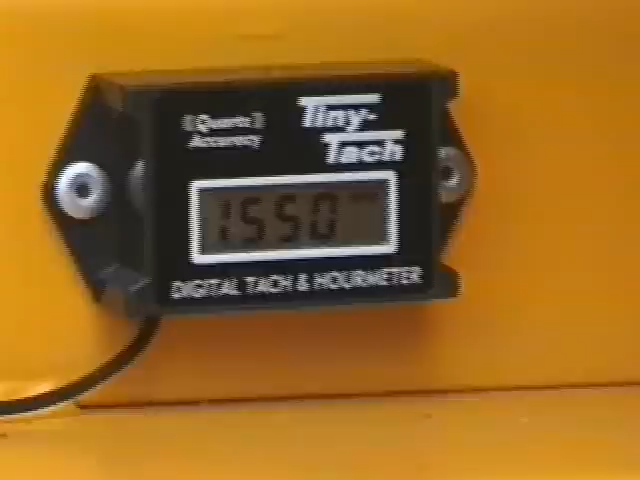 [Quartz]
Accuracy
Tiny-
Tach
1550
DIGITAL TACH & HOURMETER